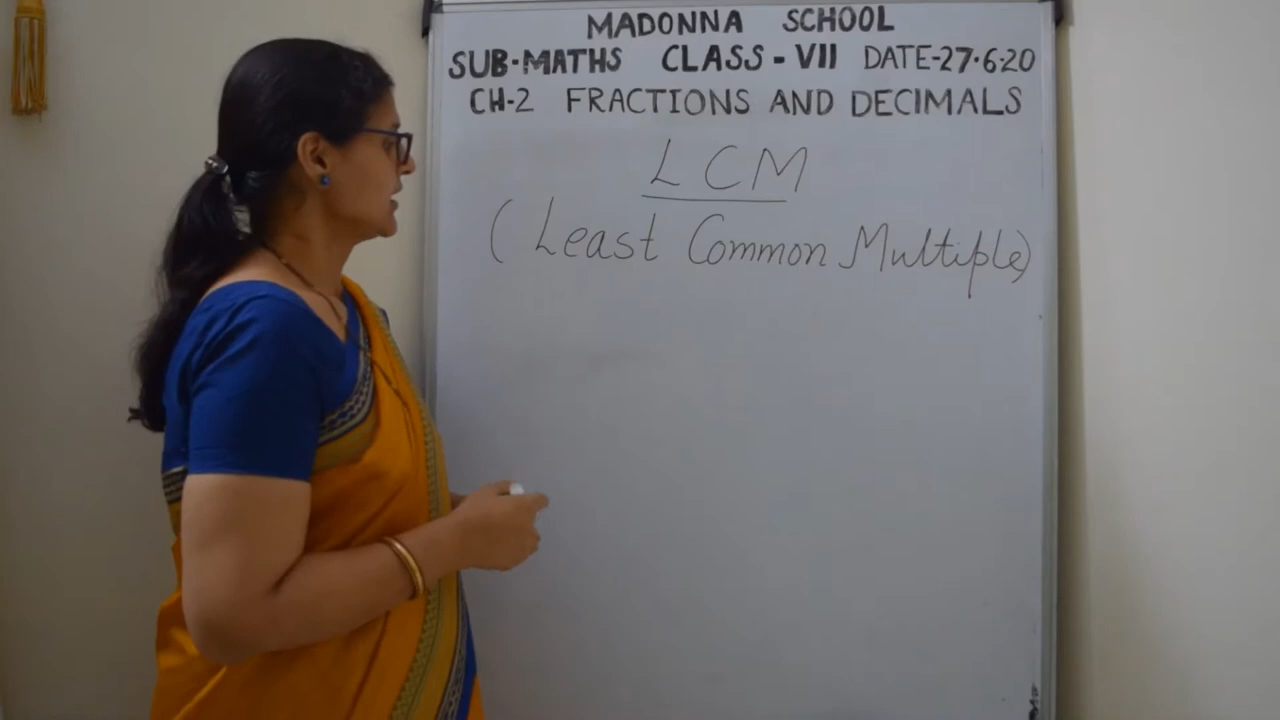 MADONNA SCHOOL
SUB-MATHS CLASS - VII DATE-27.6.20
CH-2 FRACTIONS AND DECIMALS
LCM
(Least Common Multiple)